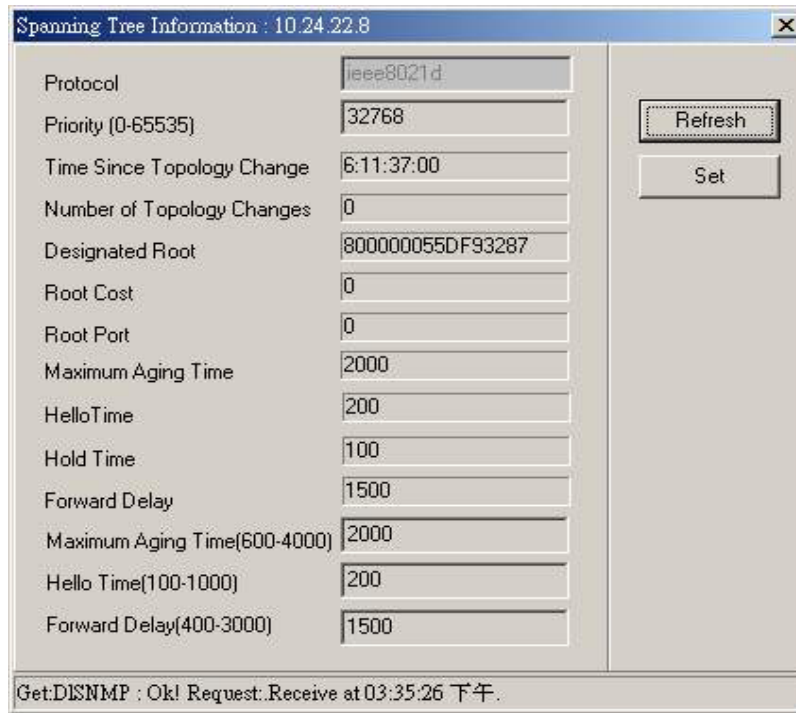 Spanning Tree Information : 10.24.22.8
Protocol ieee8021d
Priority (0-65535) 32768
Refresh
Time Since Topology Change 6:11:37:00
Set
Number of Topology Changes 0
Designated Root 800000055DF93287
Root Cost 0
Root Port 0
Maximum Aging Time 2000
HelloTime 200
Hold Time 100
Forward Delay 1500
Maximum Aging Time(600-4000) 2000
Hello Time(100-1000) 200
Forward Delay(400-3000) 1500
Get:DlSNMP : Ok! Request:.Receive at 03:35:26 下午.